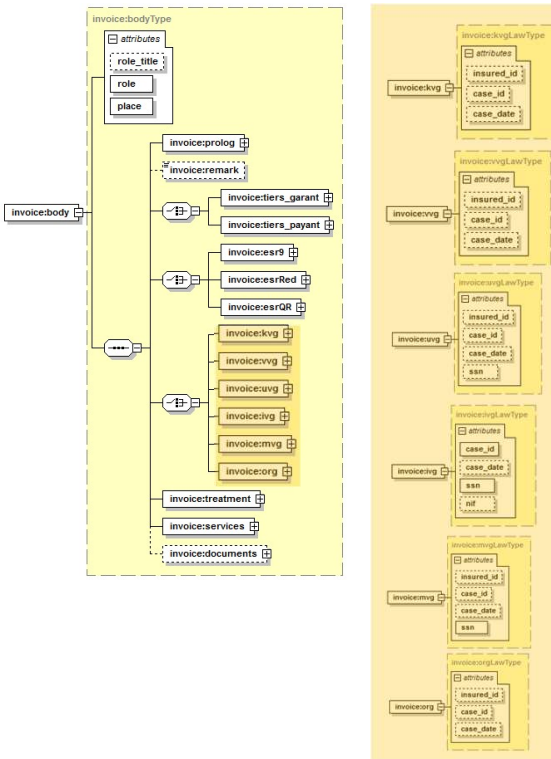 invoice:bodyType
attributes
role_title
role
place
invoice:body
invoice:prolog
invoice:remark
invoice:tiers_garant
invoice:tiers_payant
invoice:esr9
invoice:esrRed
invoice:esrQR
invoice:kvg
invoice:vvg
invoice:uvg
invoice:ivg
invoice:mvg
invoice:org
invoice:treatment
invoice:services
invoice:documents
invoice:kvgLawType
attributes
insured_id
case_id
case_date
invoice:kvg
invoice:vvgLawType
attributes
insured_id
case_id
case_date
invoice:vvg
invoice:uvgLawType
attributes
insured_id
case_id
case_date
ssn
invoice:uvg
invoice:ivgLawType
attributes
case_id
case_date
ssn
nif
invoice:ivg
invoice:mvgLawType
attributes
insured_id
case_id
case_date
ssn
invoice:mvg
invoice:orgLawType
attributes
insured_id
case_id
case_date
invoice:org